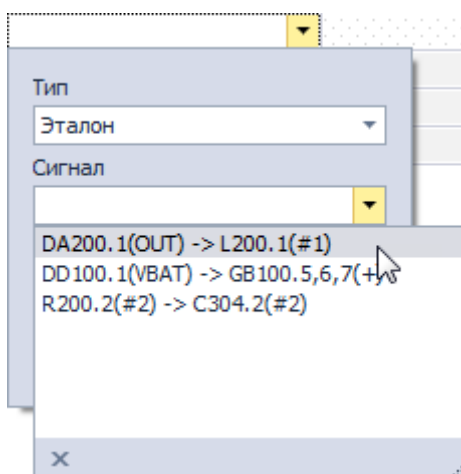 Тип
Эталон
Сигнал
DA200.1(OUT) -> L200.1(#1)
DD100.1(VBAT) -> GB100.5,6,7(+)
R200.2(#2) -> C304.2(#2)